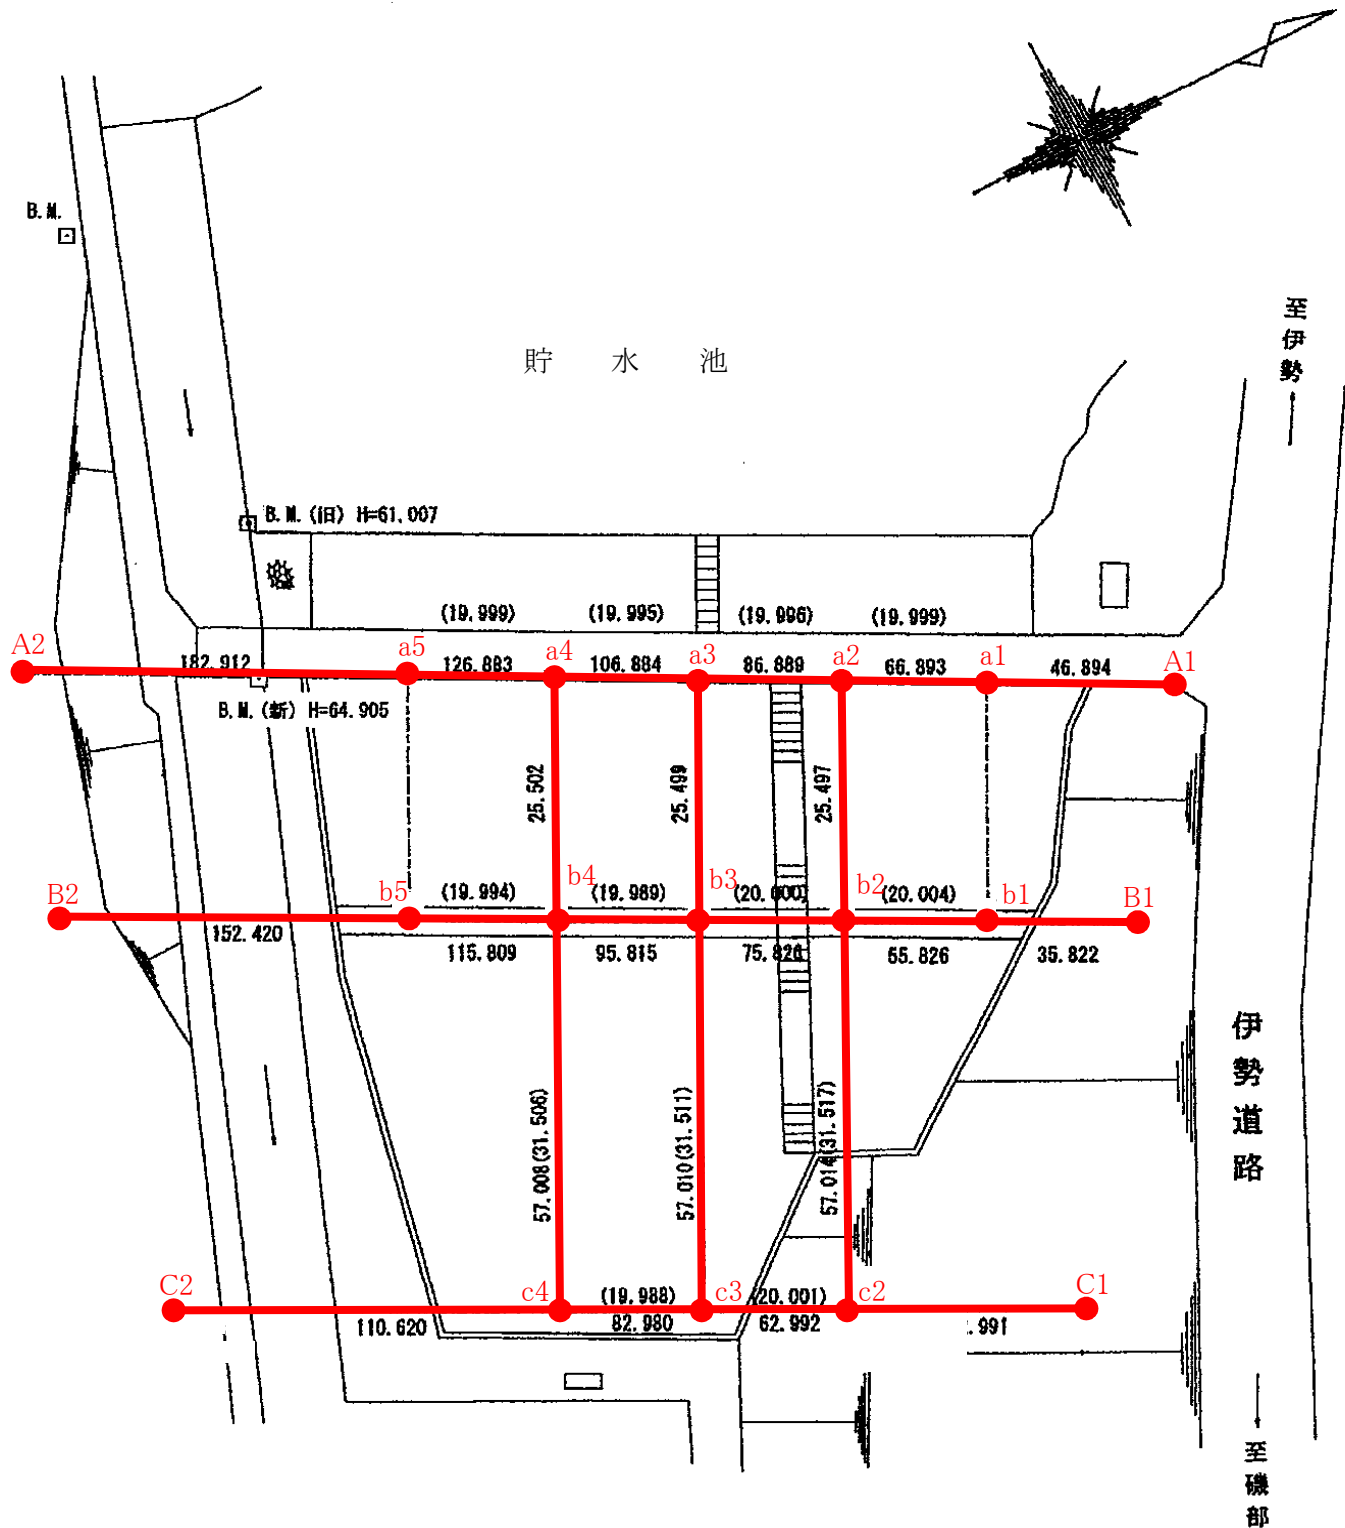 B.M.
至伊勢
貯水池
B.M.(旧) H=61.007
(19.999) (19.995) (19.996) (19.999)
A2 a5 a4 a3 a2 a1 A1
182.912 126.883 106.884 86.889 66.893 46.894
B.M.(新) H=64.905
25.502 25.499 25.497
B2 b5 b4 b3 b2 b1 B1
(19.994) (19.989) (20.000) (20.004)
152.420 115.809 95.815 75.826 55.826 35.822
伊勢道路
57.008(31.506) 57.010(31.511) 57.014(31.517)
C2 c4 c3 c2 C1
(19.988) (20.001)
110.620 82.980 62.992 .991
至磯部